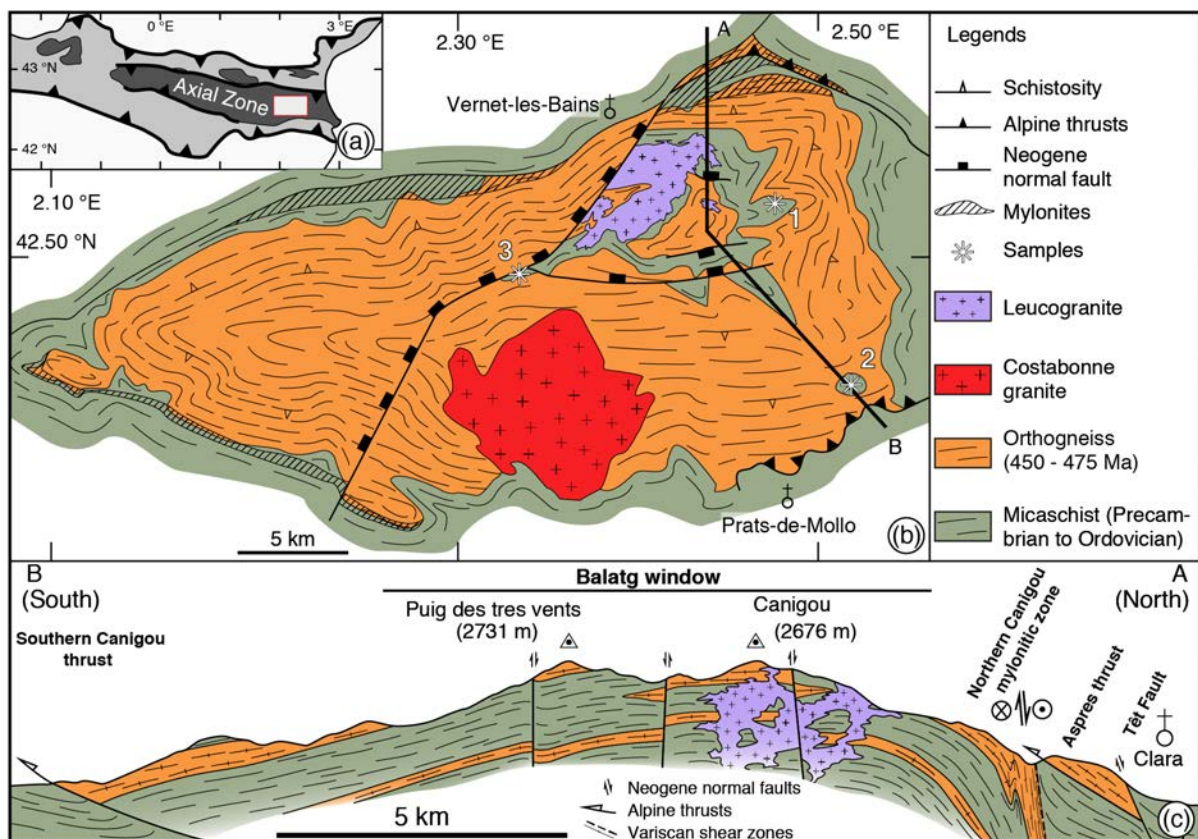 0 °E
3 °E
43 °N
42 °N
Axial Zone
(a)
2.30 °E
2.50 °E
2.10 °E
42.50 °N
A
Vernet-les-Bains
1
3
2
B
Prats-de-Mollo
5 km
(b)
Legends
Schistosity
Alpine thrusts
Neogene
normal fault
Mylonites
Samples
Leucogranite
Costabonne
granite
Orthogneiss
(450 - 475 Ma)
Micaschist (Precam-
brian to Ordovician)
B
(South)
A
(North)
Balatg window
Puig des tres vents
(2731 m)
Canigou
(2676 m)
Southern Canigou
thrust
Northern Canigou
mylonitic zone
Aspres thrust
Têt Fault
Clara
5 km
Neogene normal faults
Alpine thrusts
Variscan shear zones
(c)